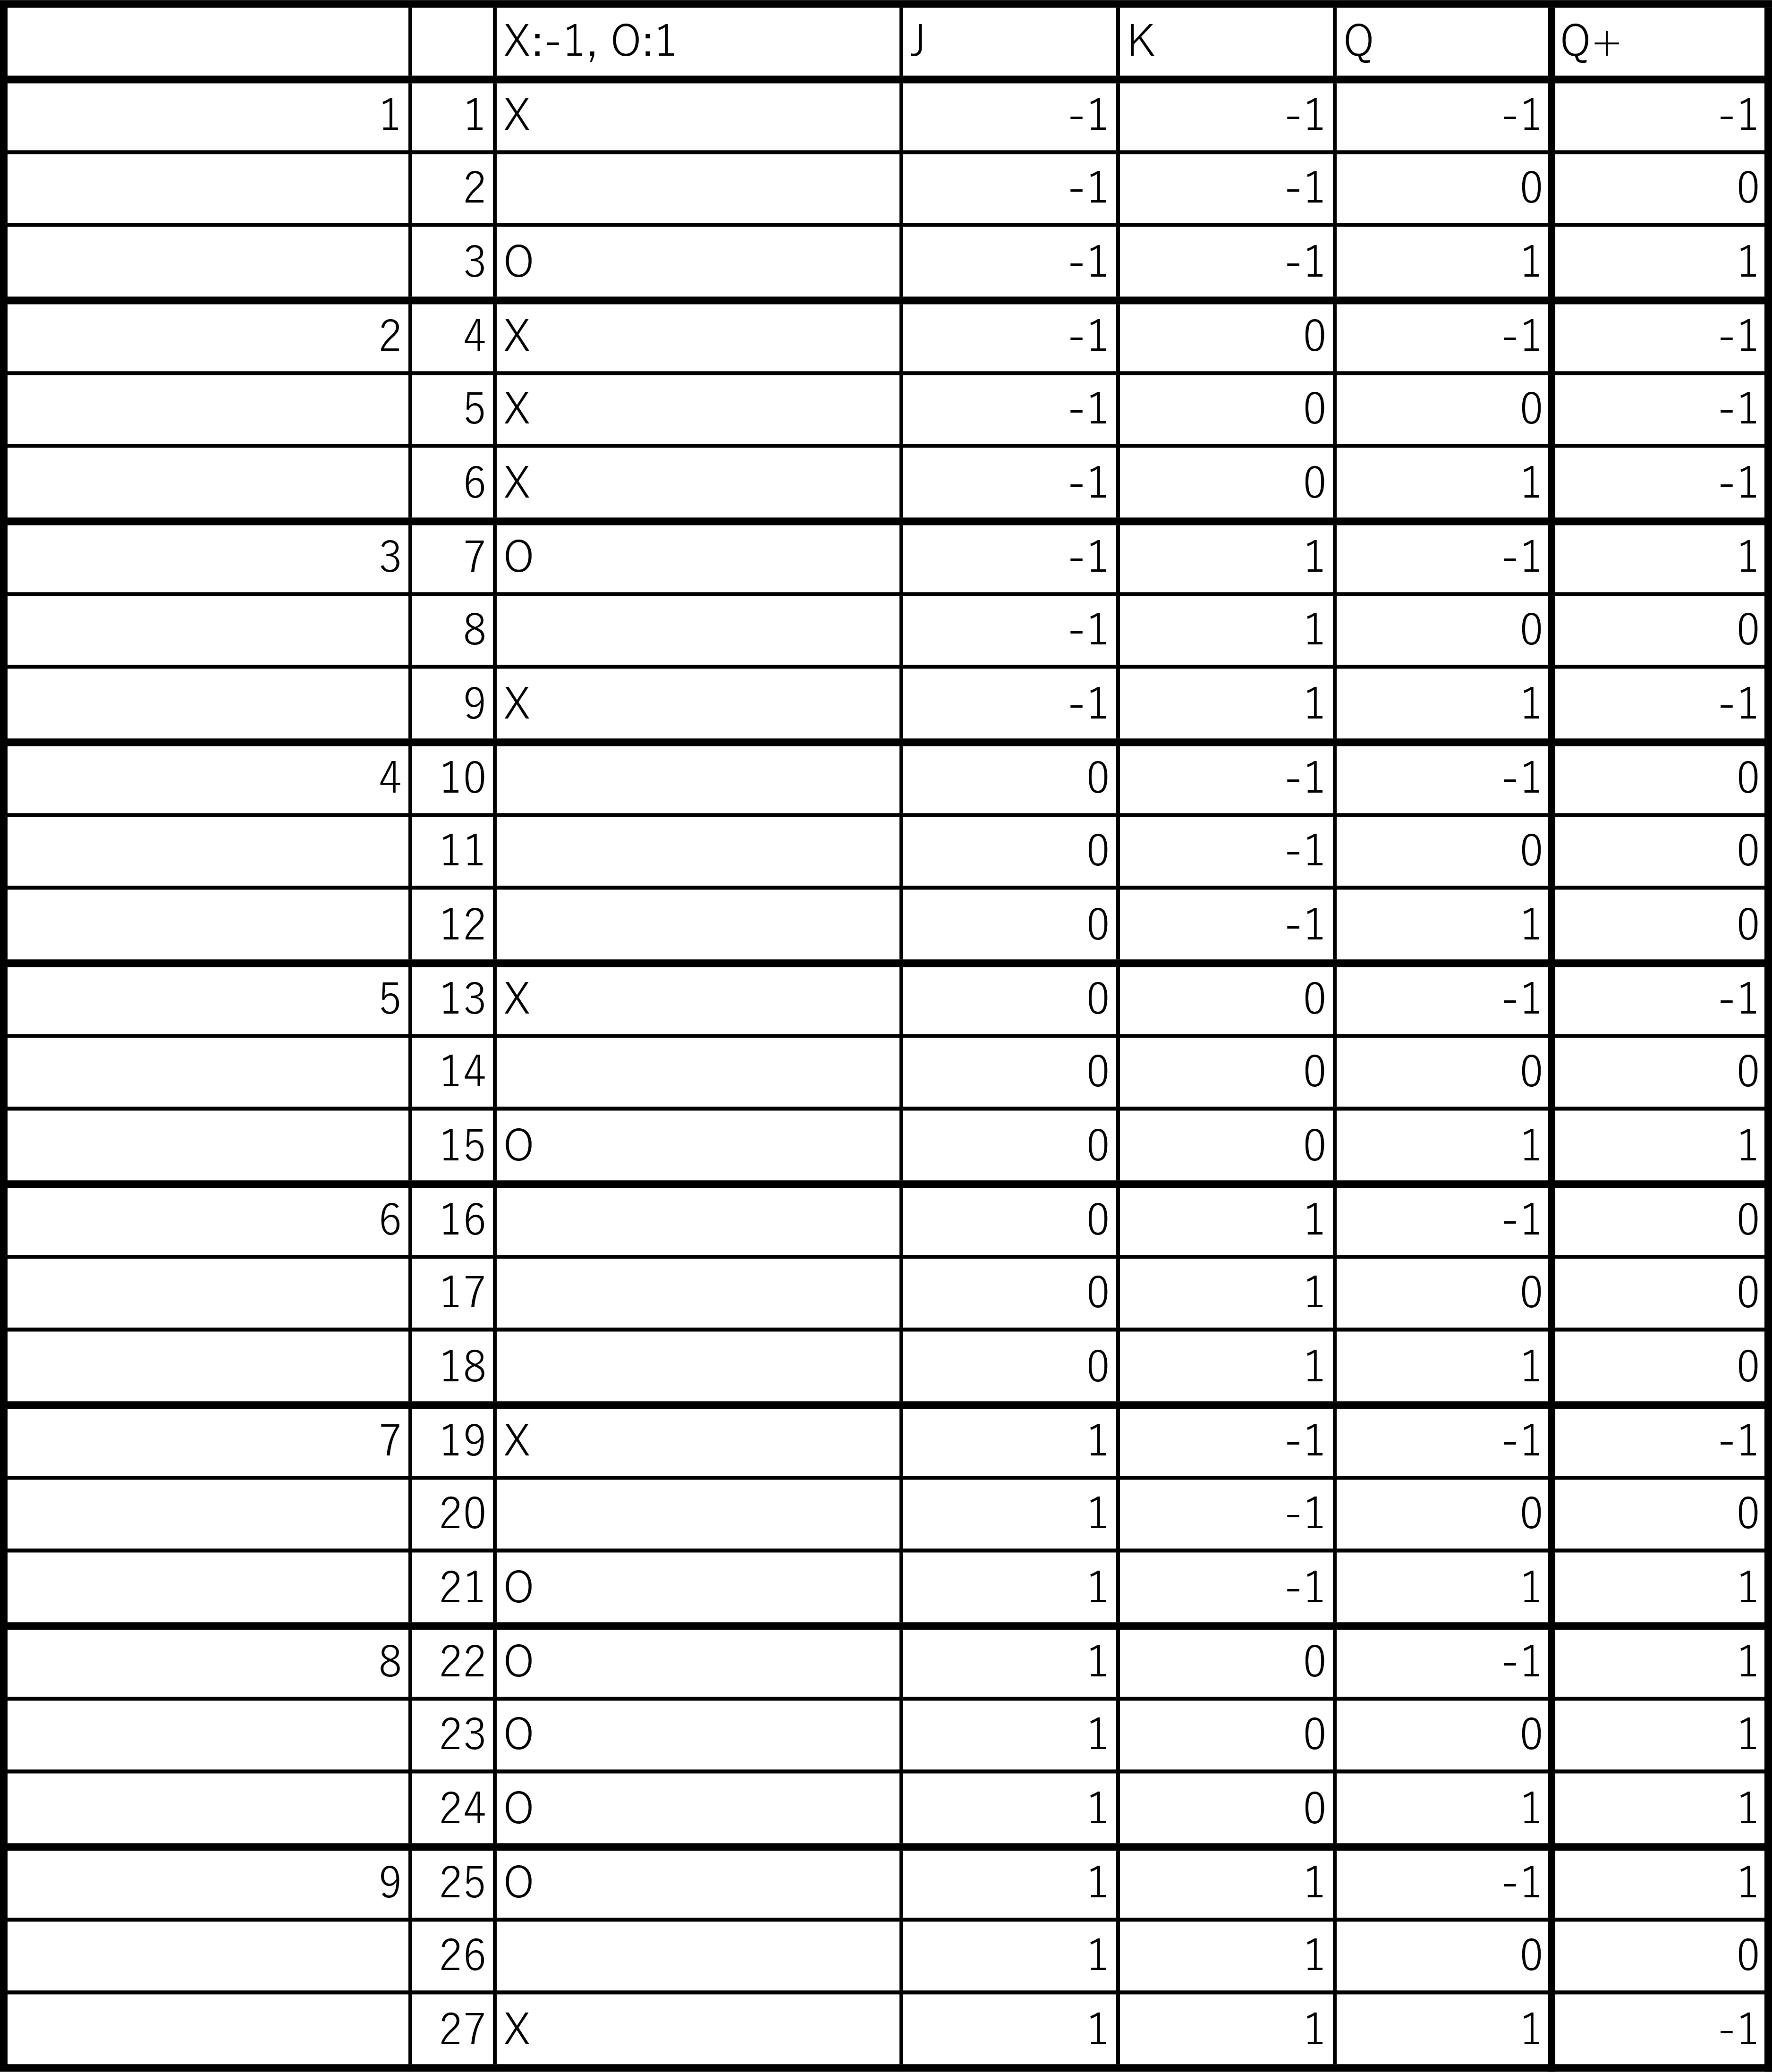 X:-1, O:1 J K Q Q+
1 1 X -1 -1 -1 -1
2 -1 -1 0 0
3 O -1 -1 1 1
2 4 X -1 0 -1 -1
5 X -1 0 0 -1
6 X -1 0 1 -1
3 7 O -1 1 -1 1
8 -1 1 0 0
9 X -1 1 1 -1
4 10 0 -1 -1 0
11 0 -1 0 0
12 0 -1 1 0
5 13 X 0 0 -1 -1
14 0 0 0 0
15 O 0 0 1 1
6 16 0 1 -1 0
17 0 1 0 0
18 0 1 1 0
7 19 X 1 -1 -1 -1
20 1 -1 0 0
21 O 1 -1 1 1
8 22 O 1 0 -1 1
23 O 1 0 0 1
24 O 1 0 1 1
9 25 O 1 1 -1 1
26 1 1 0 0
27 X 1 1 1 -1